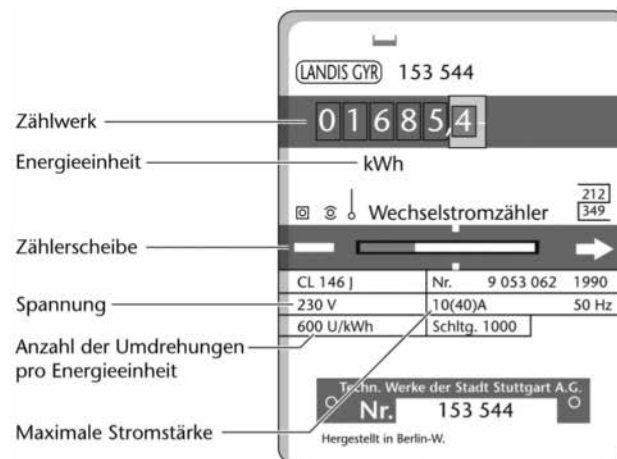 LANDIS GYR 153 544
Zählwerk
0 1 6 8 5,4
Energieeinheit
kWh
212
349
Wechselstromzähler
Zählerscheibe
CL 146 J Nr. 9 053 062 1990
Spannung
230 V 10(40)A 50 Hz
600 U/kWh Schltg. 1000
Anzahl der Umdrehungen
pro Energieeinheit
Techn. Werke der Stadt Stuttgart A.G.
Nr. 153 544
Maximale Stromstärke
Hergestellt in Berlin-W.